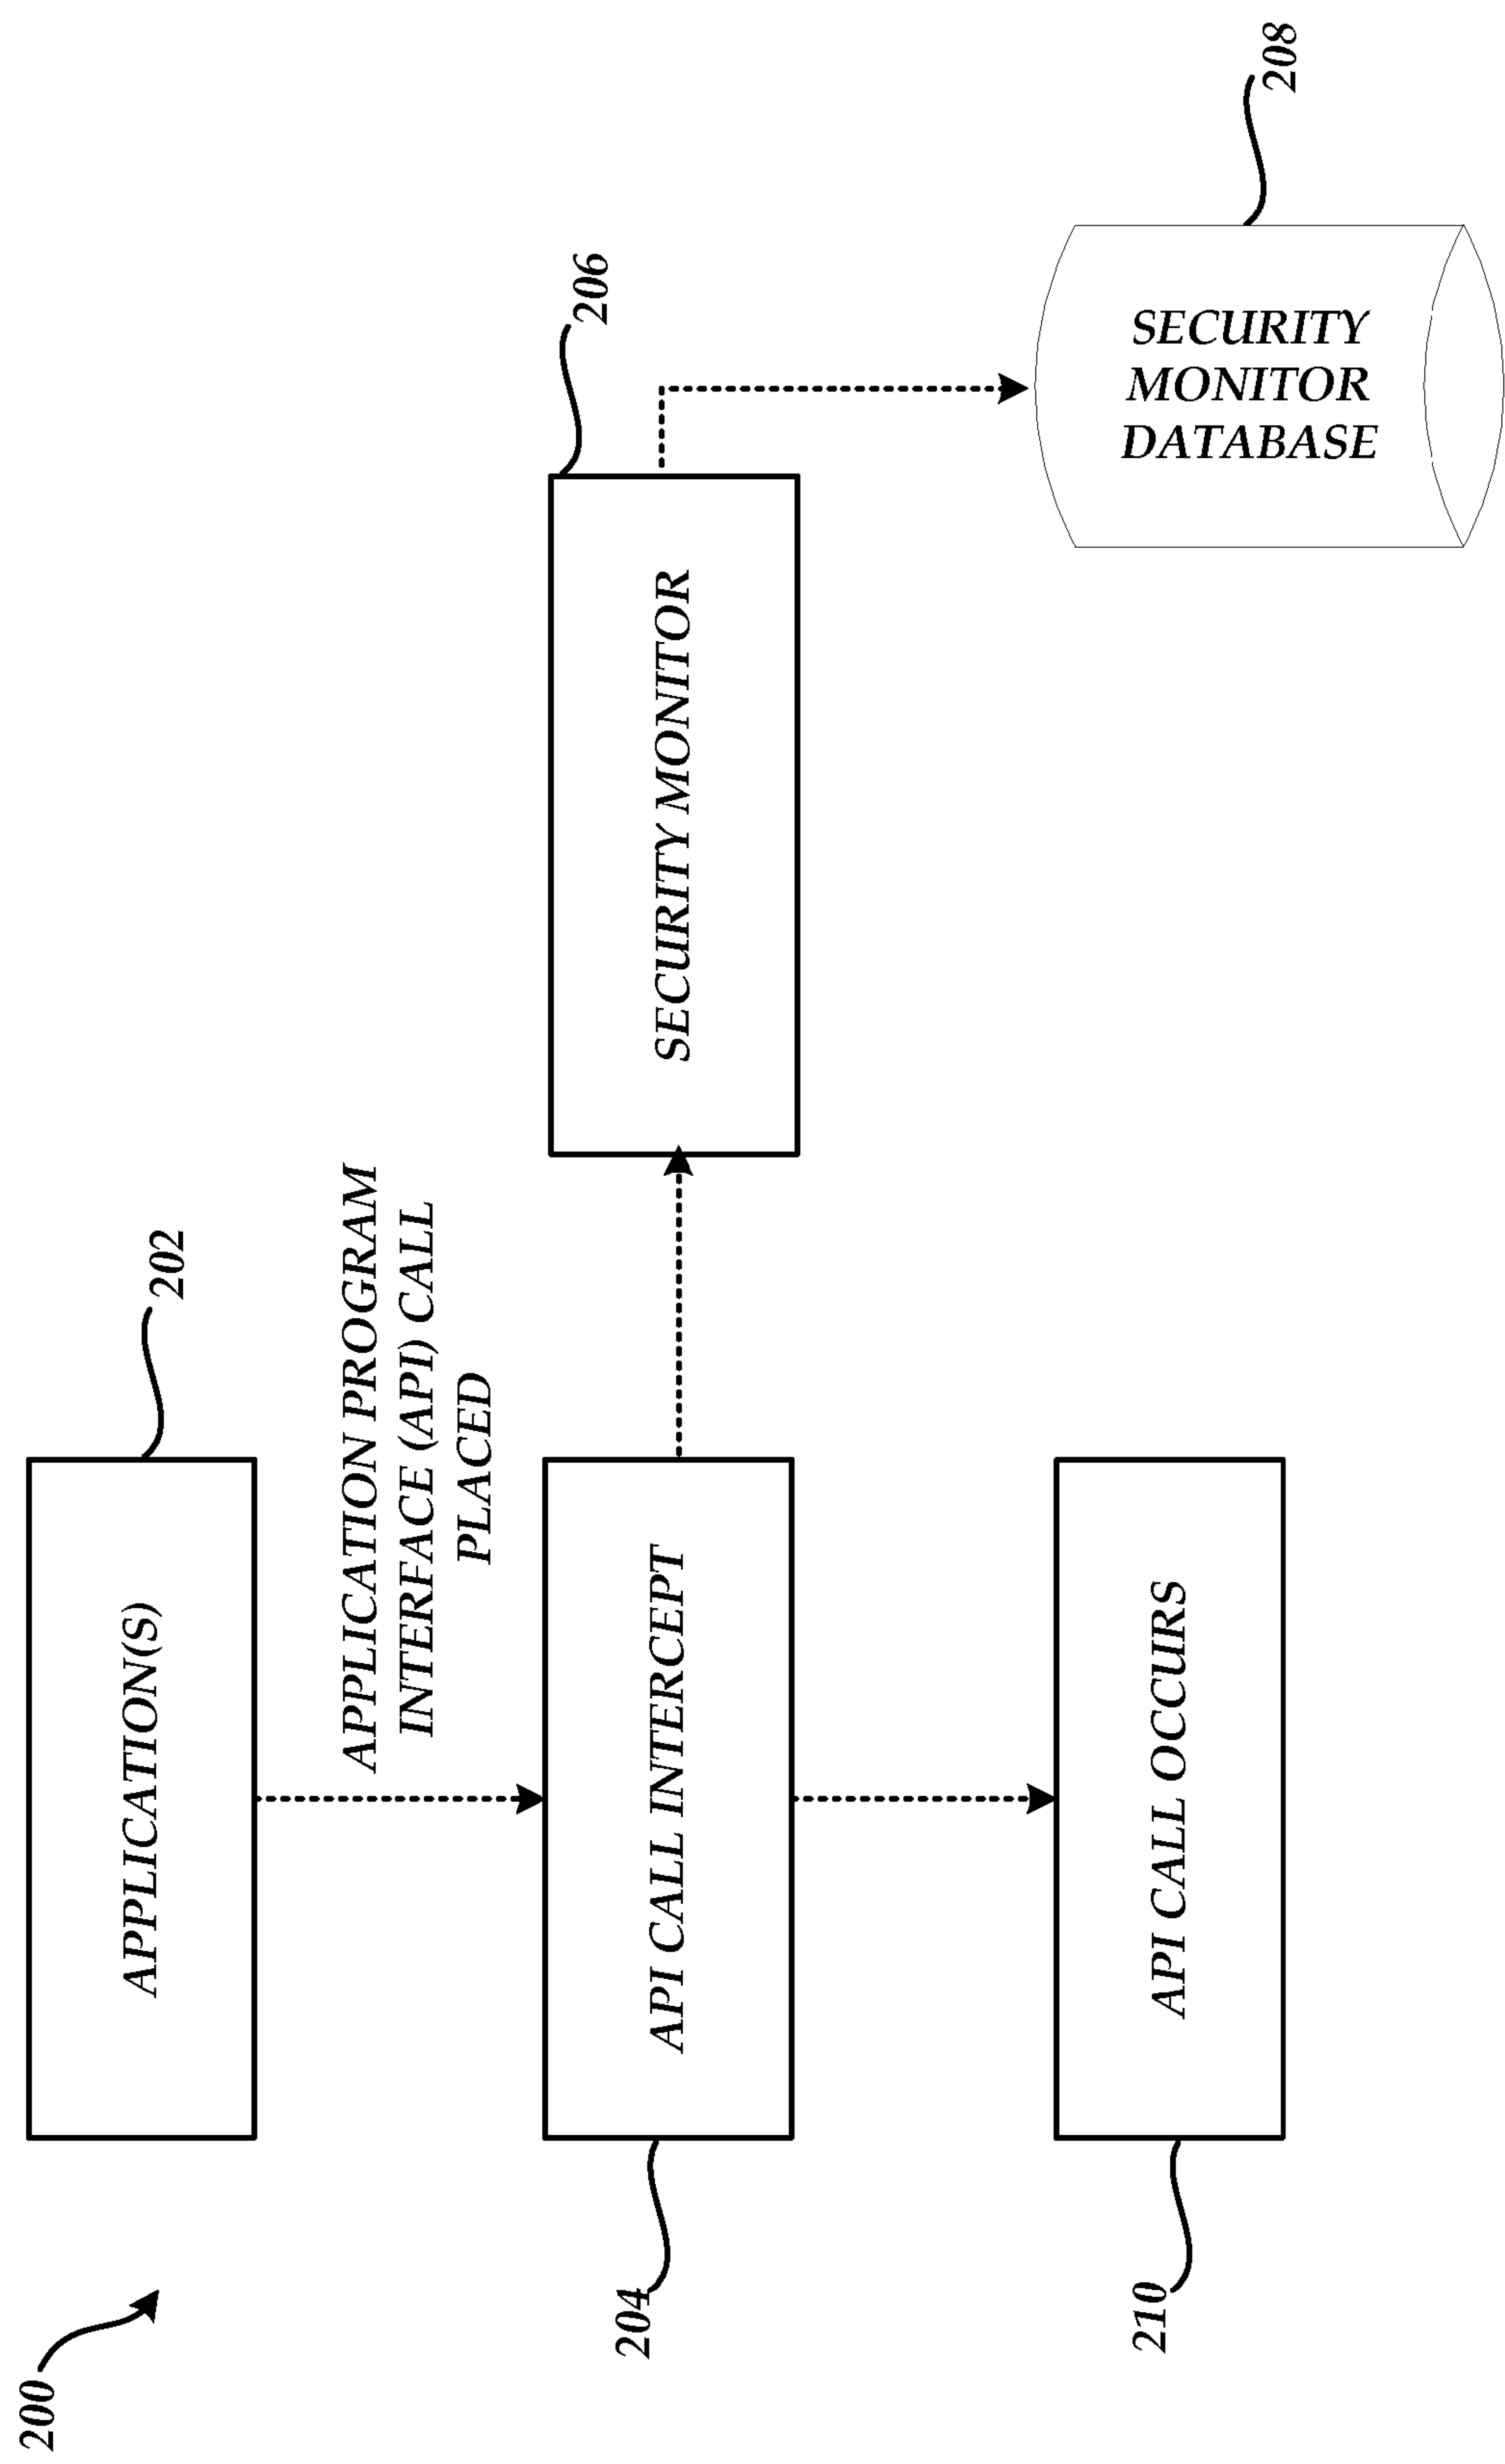 200
APPLICATION(S)
202
APPLICATION PROGRAM
INTERFACE (API) CALL
PLACED
204
API CALL INTERCEPT
SECURITY MONITOR
206
210
API CALL OCCURS
SECURITY
MONITOR
DATABASE
208